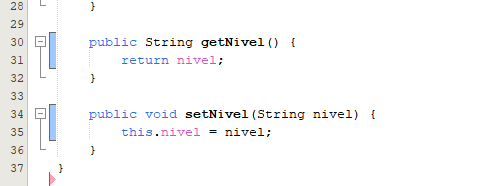 28 }
29
30 public String getNivel() {
31 return nivel;
32 }
33
34 public void setNivel(String nivel) {
35 this.nivel = nivel;
36 }
37 }